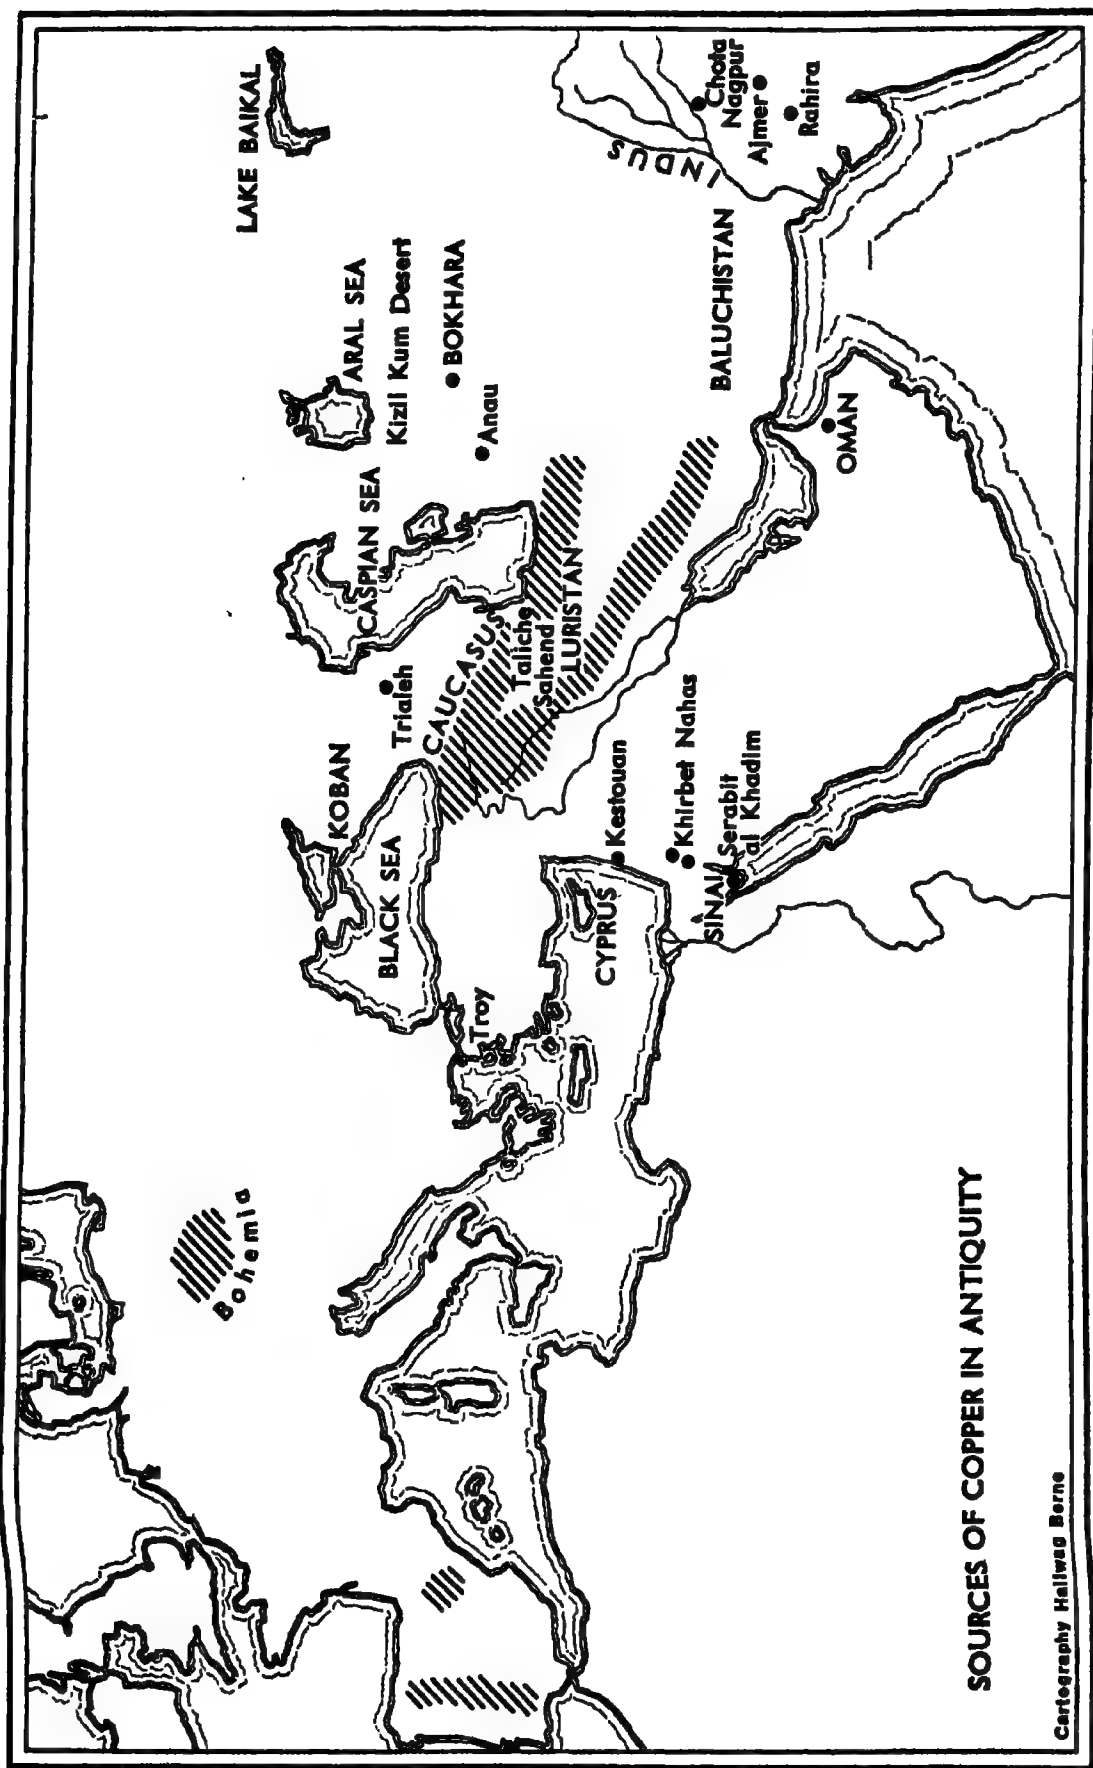 LAKE BAIKAL
ARAL SEA
Kizil Kum Desert
BOKHARA
Anau
CASPIAN SEA
INDUS
Chota
Nagpur
Ajmer
Rahira
BALUCHISTAN
OMAN
KOBAN
Trialeh
CAUCASUS
Taliche
Sahend
LURISTAN
BLACK SEA
Troy
CYPRUS
Kestouan
Khirbet Nahas
SINAI
Serabit
al Khadim
Bohemia
SOURCES OF COPPER IN ANTIQUITY
Cartography Hallwag Berne